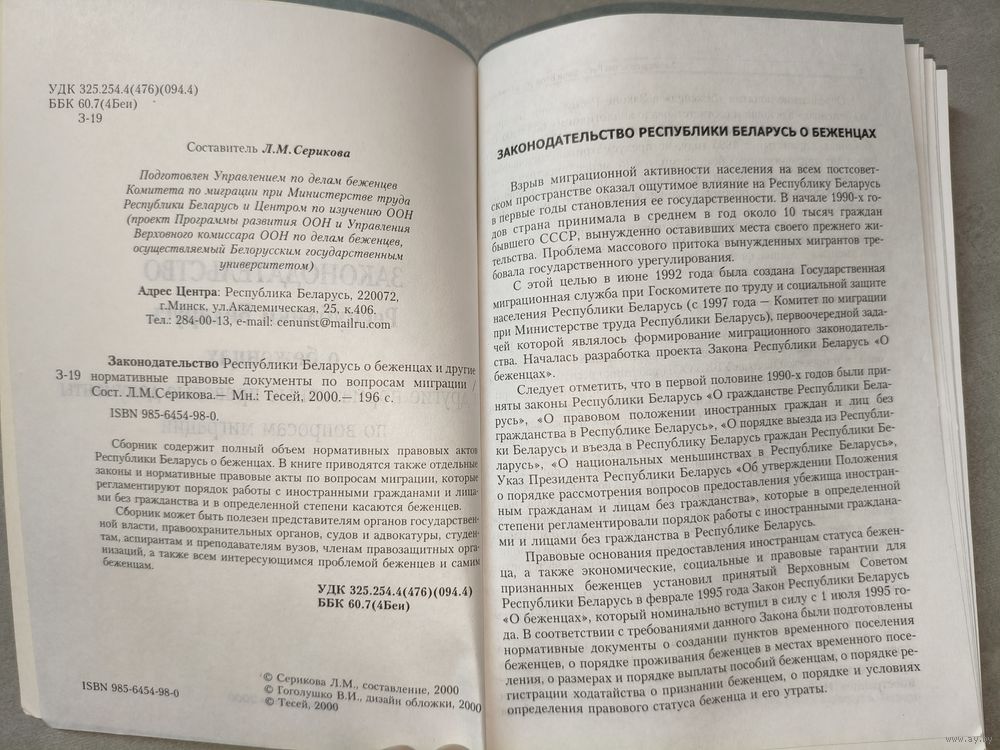 УДК 325.254.4(476)(094.4)
ББК 60.7(4Беи)
З-19
Составитель Л.М.Серикова
Подготовлен Управлением по делам беженцев
Комитета по миграции при Министерстве труда
Республики Беларусь и Центром по изучению ООН
(проект Программы развития ООН и Управления
Верховного комиссара ООН по делам беженцев,
осуществляемый Белорусским государственным
университетом)
Адрес Центра: Республика Беларусь, 220072,
г.Минск, ул.Академическая, 25, к.406.
Тел.: 284-00-13, e-mail: cenunst@mailru.com
Законодательство Республики Беларусь о беженцах и другие
З-19 нормативные правовые документы по вопросам миграции /
Сост. Л.М.Серикова.— Мн.: Тесей, 2000.— 196 с.
ISBN 985-6454-98-0.
Сборник содержит полный объем нормативных правовых актов
Республики Беларусь о беженцах. В книге приводятся также отдельные
законы и нормативные правовые акты по вопросам миграции, которые
регламентируют порядок работы с иностранными гражданами и лица-
ми без гражданства и в определенной степени касаются беженцев.
Сборник может быть полезен представителям органов государствен-
ной власти, правоохранительных органов, судов и адвокатуры, студен-
там, аспирантам и преподавателям вузов, членам правозащитных орга-
низаций, а также всем интересующимся проблемой беженцев и самим
беженцам.
УДК 325.254.4(476)(094.4)
ББК 60.7(4Беи)
ISBN 985-6454-98-0
© Серикова Л.М., составление, 2000
© Гоголушко В.И., дизайн обложки, 2000
© Тесей, 2000
ЗАКОНОДАТЕЛЬСТВО РЕСПУБЛИКИ БЕЛАРУСЬ О БЕЖЕНЦАХ
Взрыв миграционной активности населения на всем постсовет-
ском пространстве оказал ощутимое влияние на Республику Беларусь
в первые годы становления ее государственности. В начале 1990-х го-
дов страна принимала в среднем в год около 10 тысяч граждан
бывшего СССР, вынужденно оставивших места своего прежнего жи-
тельства. Проблема массового притока вынужденных мигрантов тре-
бовала государственного урегулирования.
С этой целью в июне 1992 года была создана Государственная
миграционная служба при Госкомитете по труду и социальной защите
населения Республики Беларусь (с 1997 года — Комитет по миграции
при Министерстве труда Республики Беларусь), первоочередной зада-
чей которой являлось формирование миграционного законодатель-
ства. Началась разработка проекта Закона Республики Беларусь «О
беженцах».
Следует отметить, что в первой половине 1990-х годов были при-
няты законы Республики Беларусь «О гражданстве Республики Бела-
русь», «О правовом положении иностранных граждан и лиц без
гражданства в Республике Беларусь», «О порядке выезда из Республи-
ки Беларусь и въезда в Республику Беларусь граждан Республики Бе-
ларусь», «О национальных меньшинствах в Республике Беларусь»,
Указ Президента Республики Беларусь «Об утверждении Положения
о порядке рассмотрения вопросов предоставления убежища иностран-
ным гражданам и лицам без гражданства», которые в определенной
степени регламентировали порядок работы с иностранными граждана-
ми и лицами без гражданства в Республике Беларусь.
Правовые основания предоставления иностранцам статуса бежен-
ца, а также экономические, социальные и правовые гарантии для
признанных беженцев установил принятый Верховным Советом
Республики Беларусь в феврале 1995 года Закон Республики Беларусь
«О беженцах», который номинально вступил в силу с 1 июля 1995 го-
да. В соответствии с требованиями данного Закона были подготовлены
нормативные документы о создании пунктов временного поселения
беженцев, о порядке проживания беженцев в местах временного посе-
ления, о размерах и порядке выплаты пособий беженцам, о порядке ре-
гистрации ходатайства о признании беженцем, о порядке и условиях
определения правового статуса беженца и его утраты.
www.ay.by